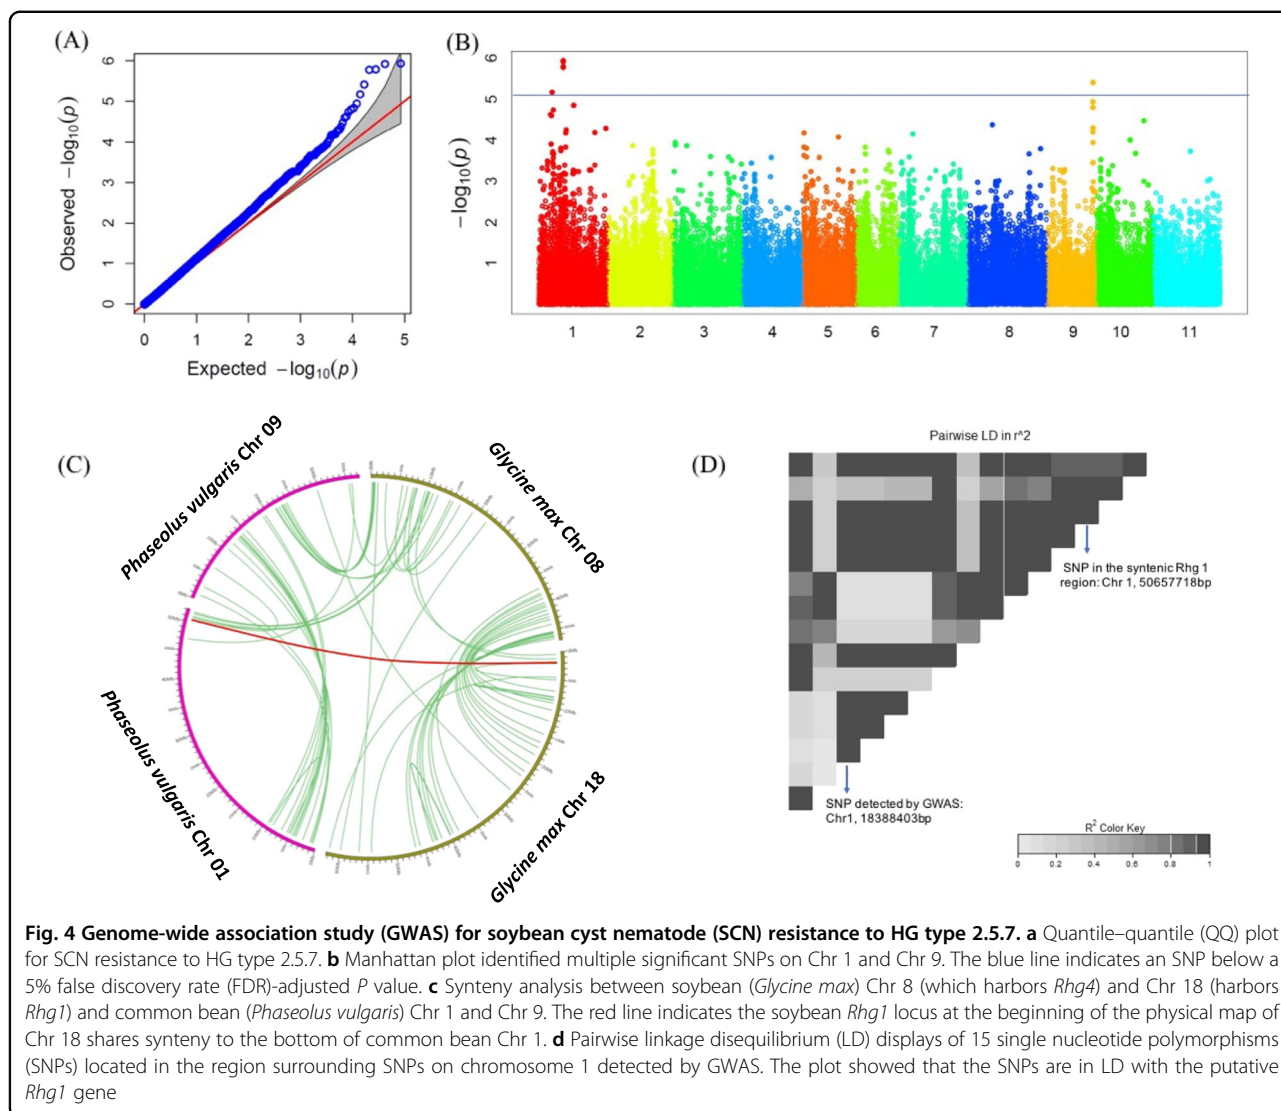 (A)
Observed −log10(p)
6
5
4
3
2
1
0
0 1 2 3 4 5
Expected −log10(p)
(B)
−log10(p)
6
5
4
3
2
1
1 2 3 4 5 6 7 8 9 10 11
(C)
Phaseolus vulgaris Chr 09
Glycine max Chr 08
Phaseolus vulgaris Chr 01
Glycine max Chr 18
(D)
Pairwise LD in r^2
SNP in the syntenic Rhg 1
region: Chr 1, 50657718bp
SNP detected by GWAS:
Chr1, 18388403bp
R2 Color Key
0 0.2 0.4 0.6 0.8 1
Fig. 4 Genome-wide association study (GWAS) for soybean cyst nematode (SCN) resistance to HG type 2.5.7. a Quantile–quantile (QQ) plot
for SCN resistance to HG type 2.5.7. b Manhattan plot identified multiple significant SNPs on Chr 1 and Chr 9. The blue line indicates an SNP below a
5% false discovery rate (FDR)-adjusted P value. c Synteny analysis between soybean (Glycine max) Chr 8 (which harbors Rhg4) and Chr 18 (harbors
Rhg1) and common bean (Phaseolus vulgaris) Chr 1 and Chr 9. The red line indicates the soybean Rhg1 locus at the beginning of the physical map of
Chr 18 shares synteny to the bottom of common bean Chr 1. d Pairwise linkage disequilibrium (LD) displays of 15 single nucleotide polymorphisms
(SNPs) located in the region surrounding SNPs on chromosome 1 detected by GWAS. The plot showed that the SNPs are in LD with the putative
Rhg1 gene